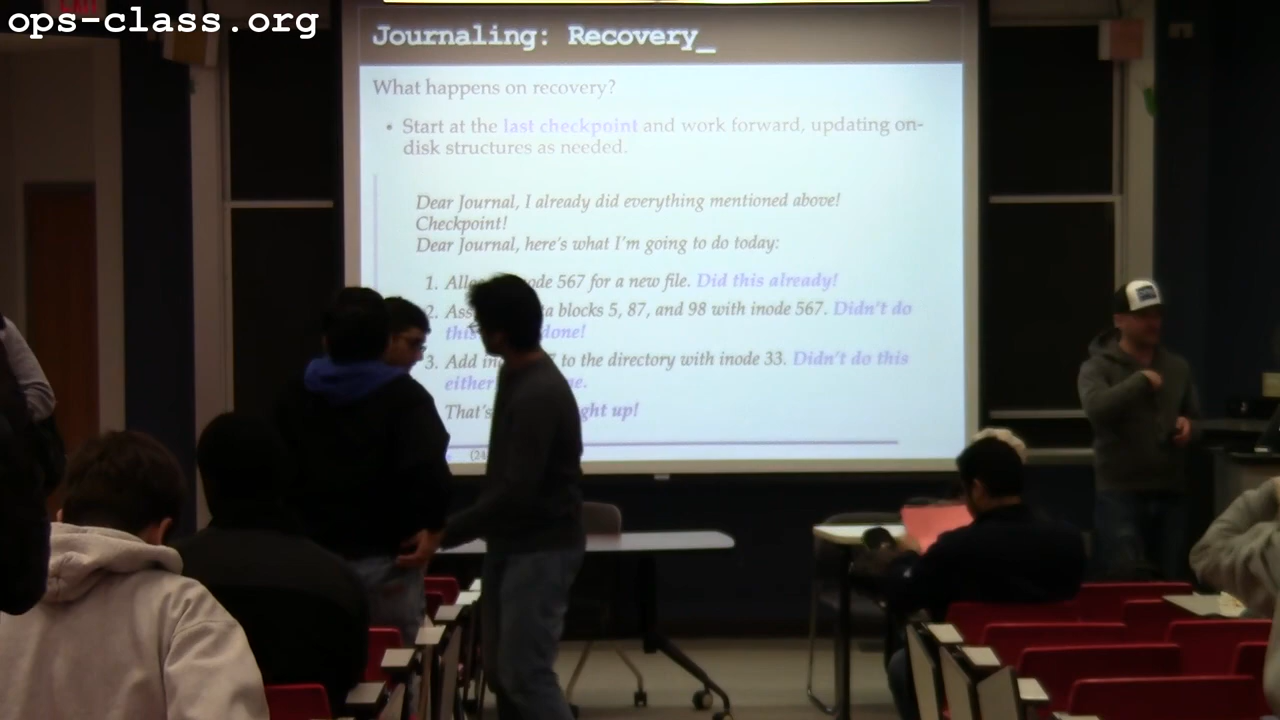 EXIT
ops-class.org
Journaling: Recovery_
What happens on recovery?
• Start at the last checkpoint and work forward, updating on-
disk structures as needed.
Dear Journal, I already did everything mentioned above!
Checkpoint!
Dear Journal, here's what I'm going to do today:
1. ode 567 for a new file. Did this already!
2. blocks 5, 87, and 98 with inode 567. Didn't do
this done!
3. Add to the directory with inode 33. Didn't do this
either
That's ght up!